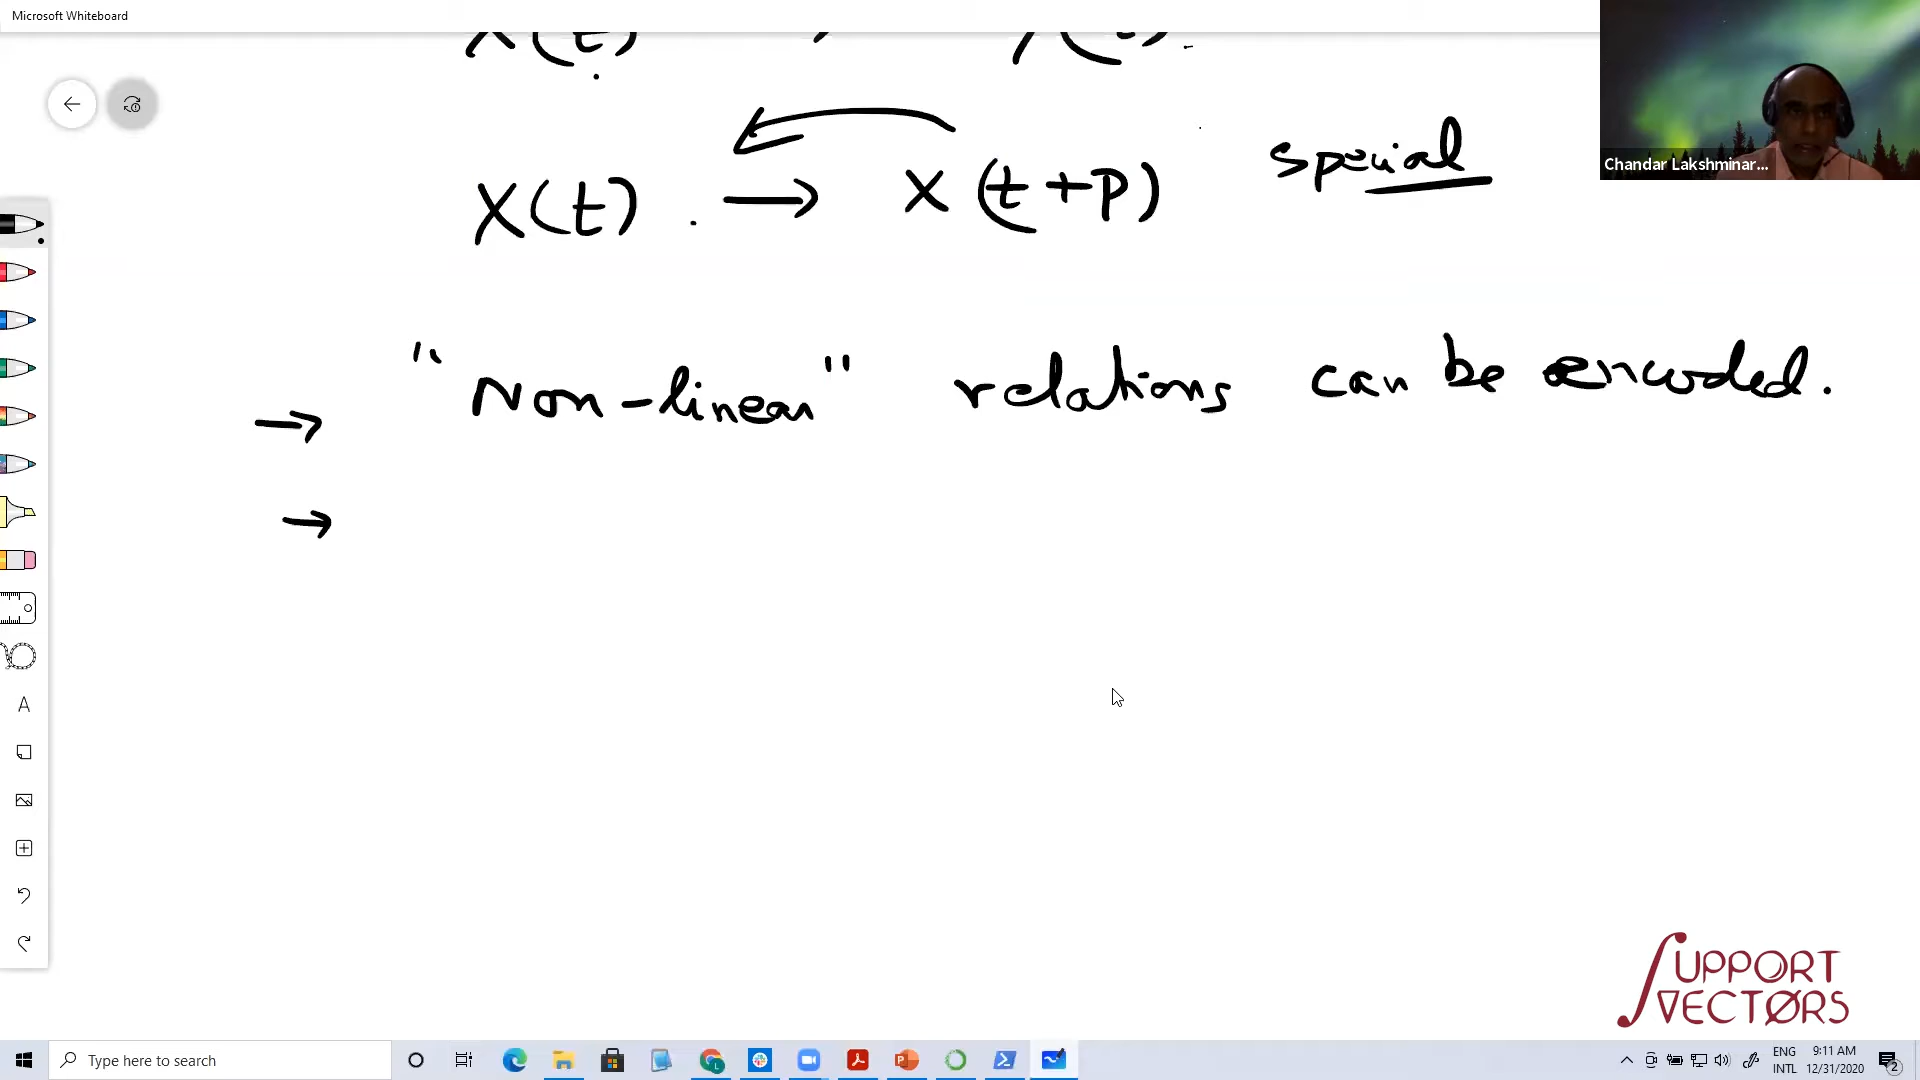 Microsoft Whiteboard
X(t) → Y(t).
Chandar Lakshminar...
X(t) . → X(t+P) special
→ "Non-linear" relations can be encoded.
→
A
SUPPORT
VECTORS
Type here to search
ENG
INTL
9:11 AM
12/31/2020
2